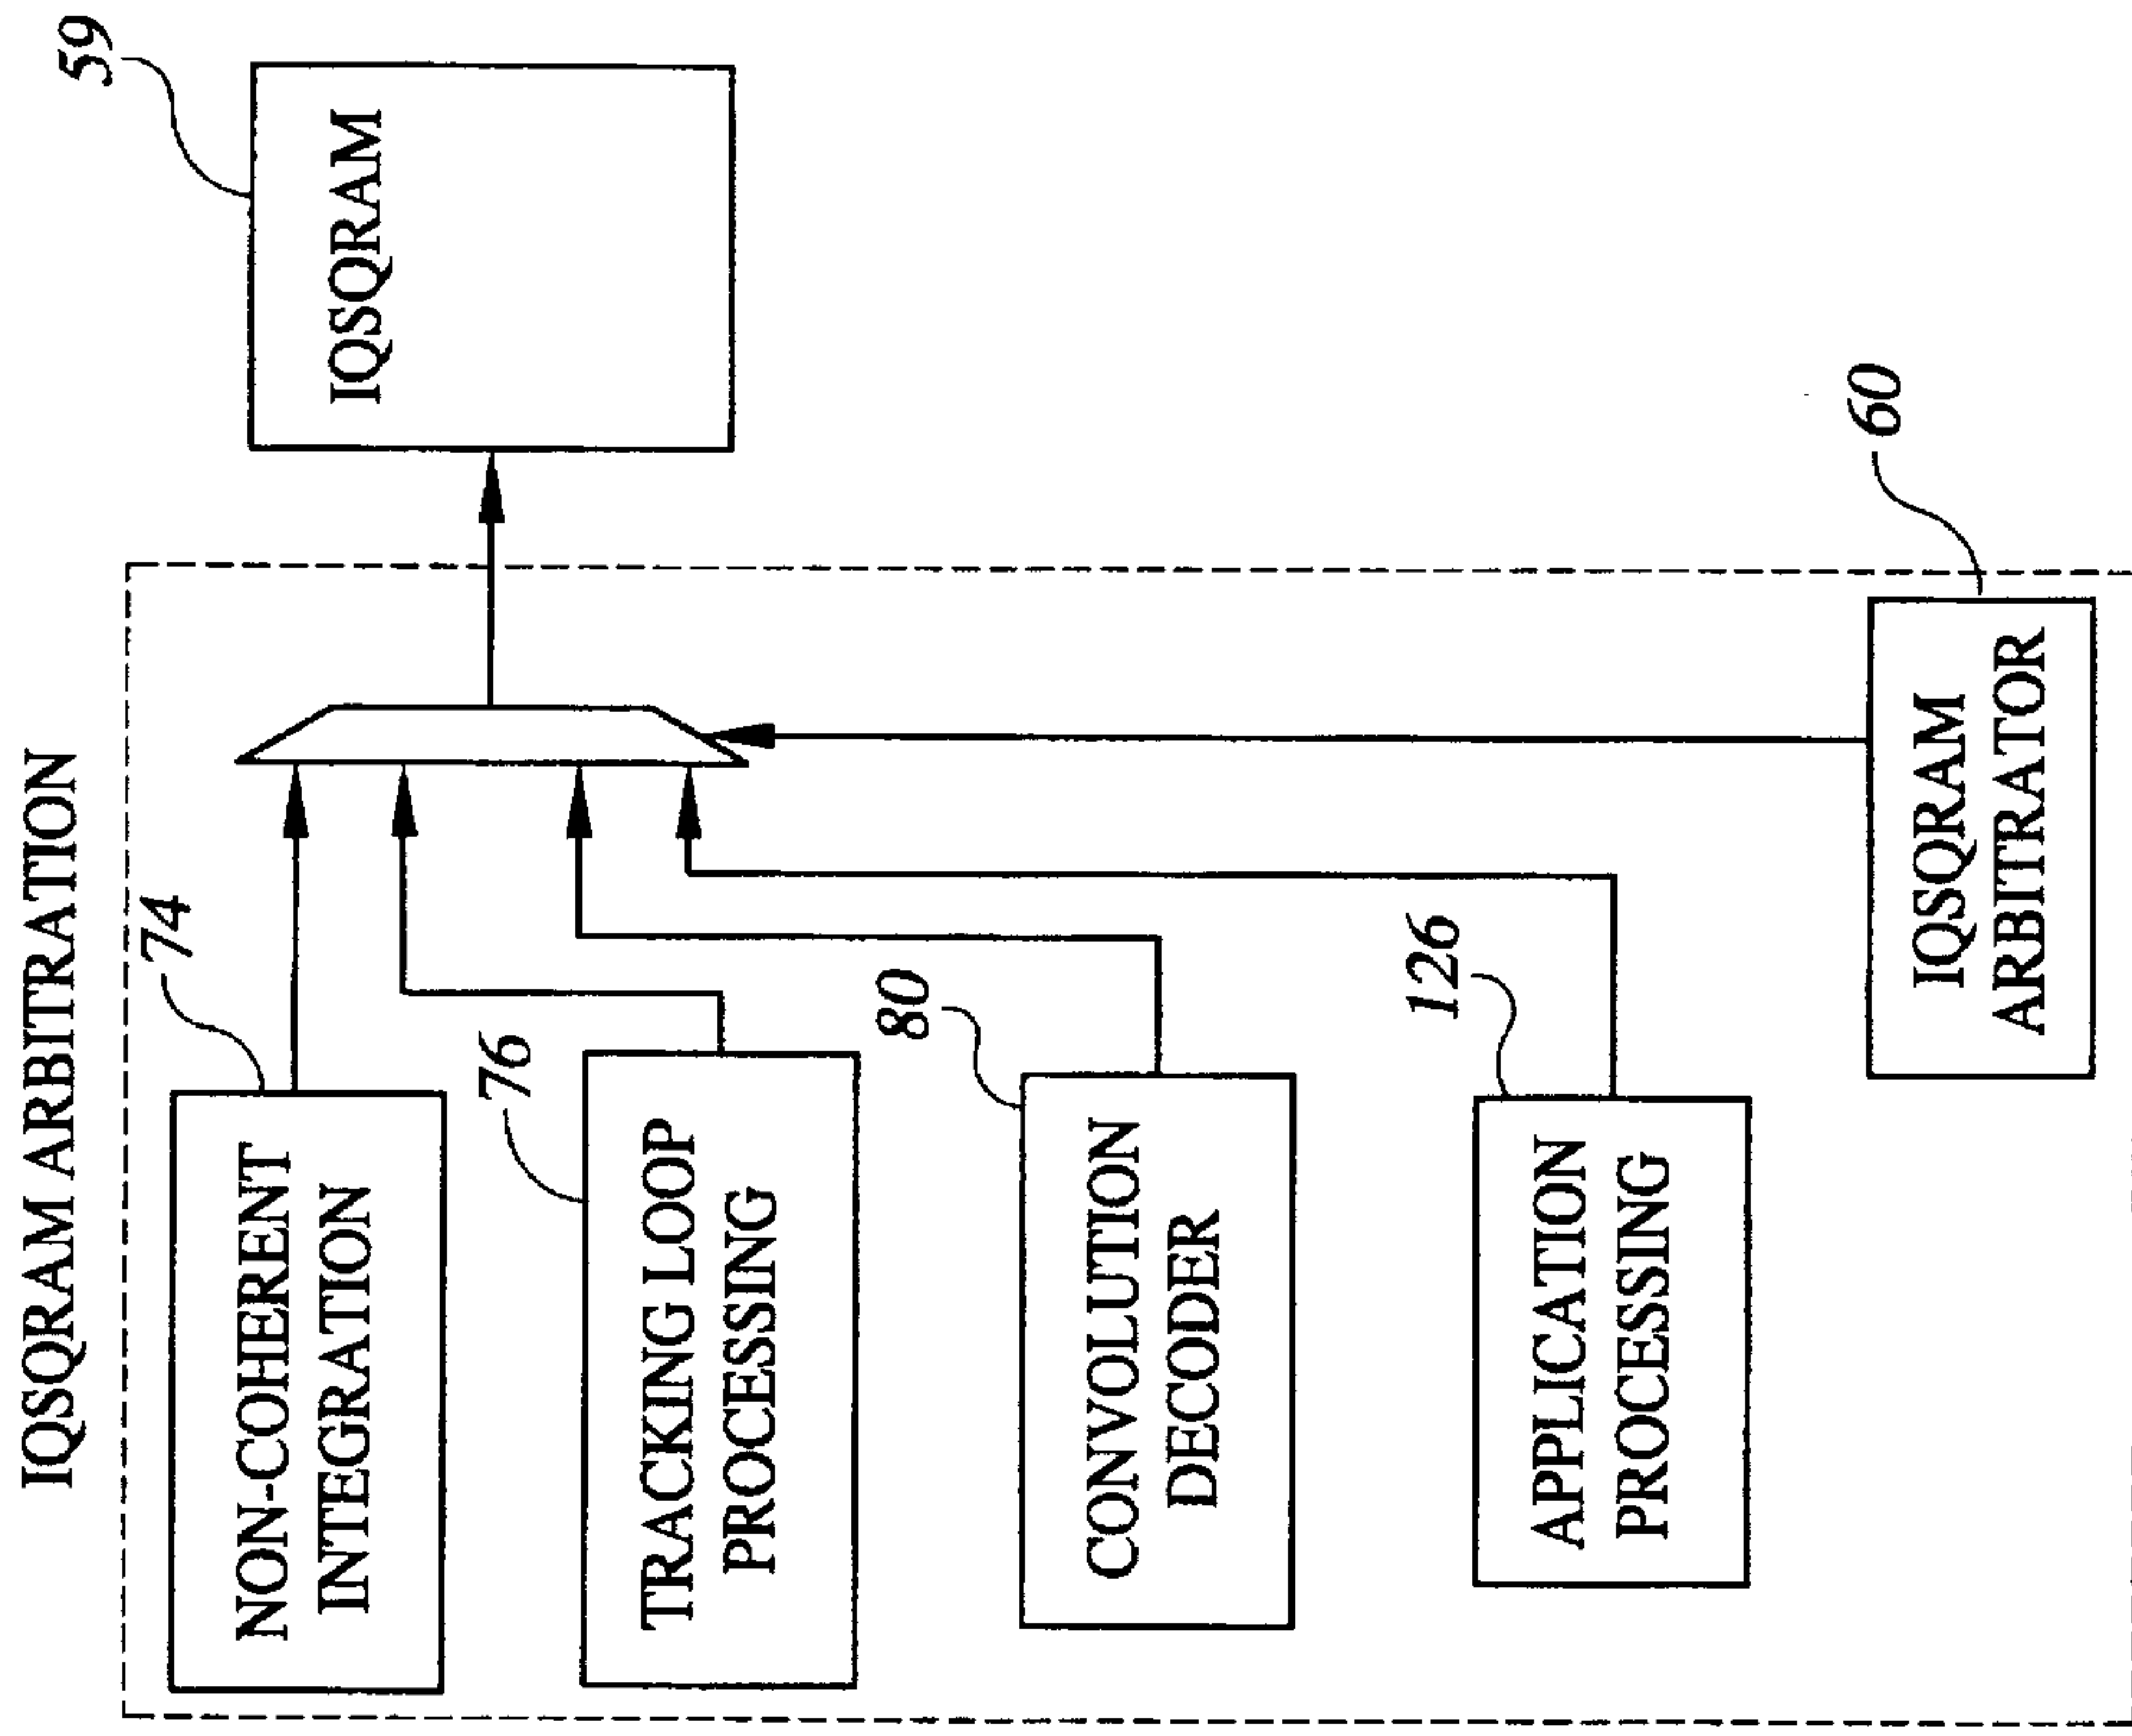 IQSQRAM ARBITRATION
74
NON-COHERENT
INTEGRATION
76
TRACKING LOOP
PROCESSING
80
CONVOLUTION
DECODER
126
APPLICATION
PROCESSING
60
IQSQRAM
ARBITRATOR
59
IQSQRAM